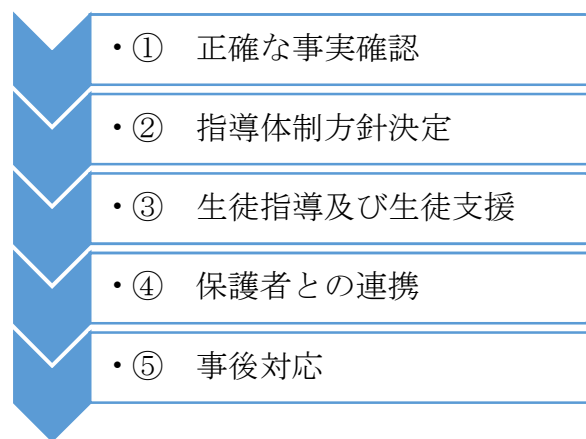 ・① 正確な事実確認
・② 指導体制方針決定
・③ 生徒指導及び生徒支援
・④ 保護者との連携
・⑤ 事後対応